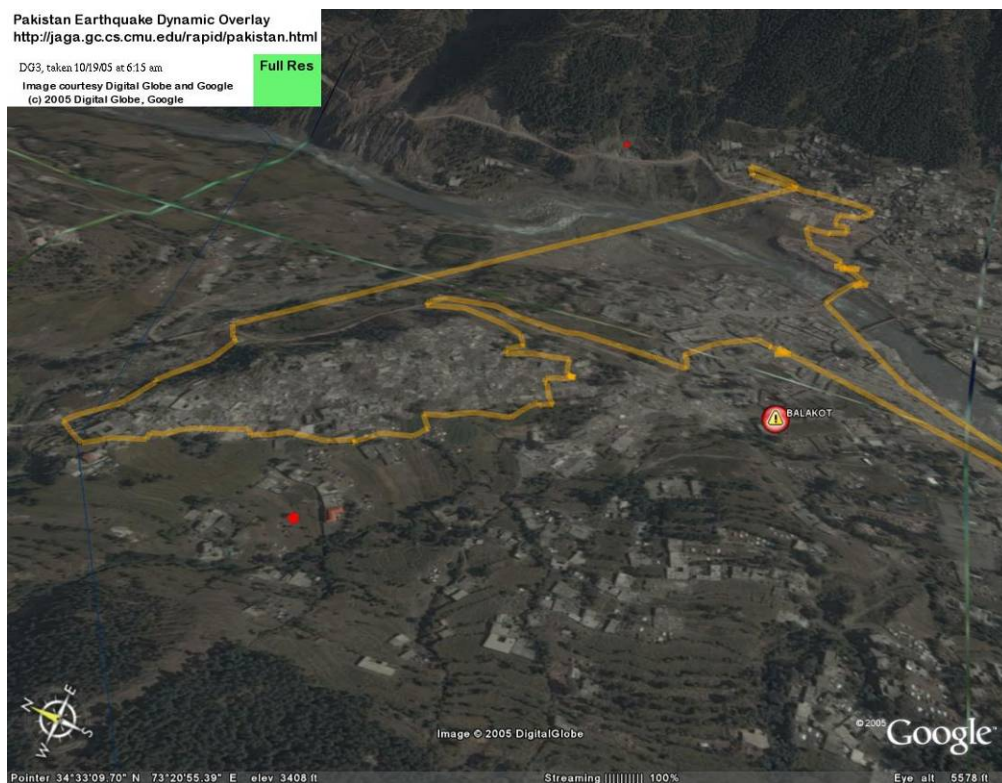 Pakistan Earthquake Dynamic Overlay
http://jaga.gc.cs.cmu.edu/rapid/pakistan.html
DG3, taken 10/19/05 at 6:15 am
Full Res
Image courtesy Digital Globe and Google
(c) 2005 Digital Globe, Google
BALAKOT
N
E
W
S
Image © 2005 DigitalGlobe
© 2005 Google™
Pointer 34°33'09.70" N 73°20'55.39" E elev 3408 ft
Streaming |||||||||| 100%
Eye alt 5578 ft